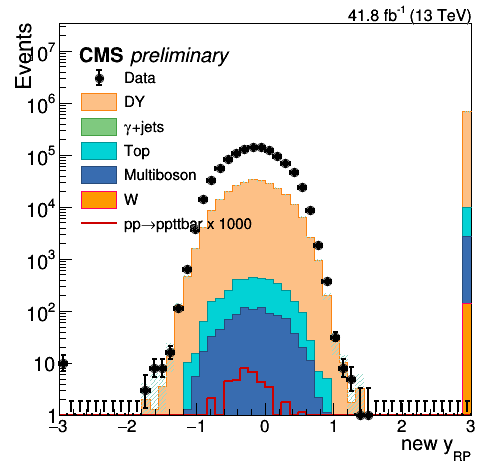 41.8 fb⁻¹ (13 TeV)
Events
CMS preliminary
Data
DY
γ+jets
Top
Multiboson
W
pp→ppttbar x 1000
10⁷
10⁶
10⁵
10⁴
10³
10²
10
1
−3 −2 −1 0 1 2 3
new y_RP